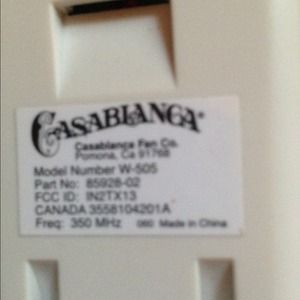 CASABLANCA®
Casablanca Fan Co.
Pomona, Ca 91768
Model Number W-505
Part No: 85928-02
FCC ID: IN2TX13
CANADA 3558104201A
Freq: 350 MHz 060 Made in China